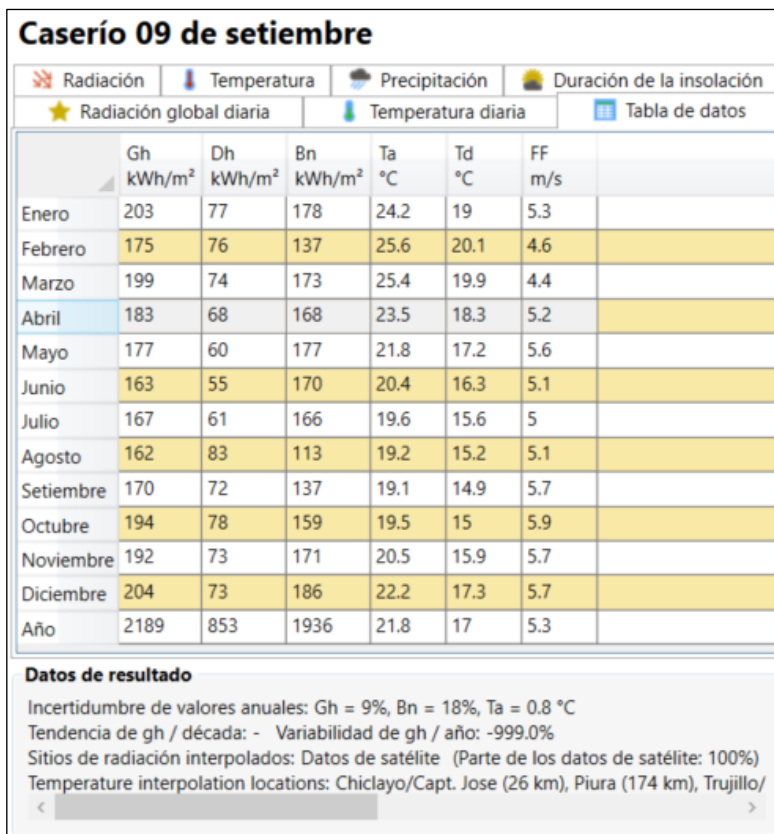 Caserío 09 de setiembre
Radiación Temperatura Precipitación Duración de la insolación
Radiación global diaria Temperatura diaria Tabla de datos
Gh Dh Bn Ta Td FF
kWh/m² kWh/m² kWh/m² °C °C m/s
Enero 203 77 178 24.2 19 5.3
Febrero 175 76 137 25.6 20.1 4.6
Marzo 199 74 173 25.4 19.9 4.4
Abril 183 68 168 23.5 18.3 5.2
Mayo 177 60 177 21.8 17.2 5.6
Junio 163 55 170 20.4 16.3 5.1
Julio 167 61 166 19.6 15.6 5
Agosto 162 83 113 19.2 15.2 5.1
Setiembre 170 72 137 19.1 14.9 5.7
Octubre 194 78 159 19.5 15 5.9
Noviembre 192 73 171 20.5 15.9 5.7
Diciembre 204 73 186 22.2 17.3 5.7
Año 2189 853 1936 21.8 17 5.3
Datos de resultado
Incertidumbre de valores anuales: Gh = 9%, Bn = 18%, Ta = 0.8 °C
Tendencia de gh / década: - Variabilidad de gh / año: -999.0%
Sitios de radiación interpolados: Datos de satélite (Parte de los datos de satélite: 100%)
Temperature interpolation locations: Chiclayo/Capt. Jose (26 km), Piura (174 km), Trujillo/